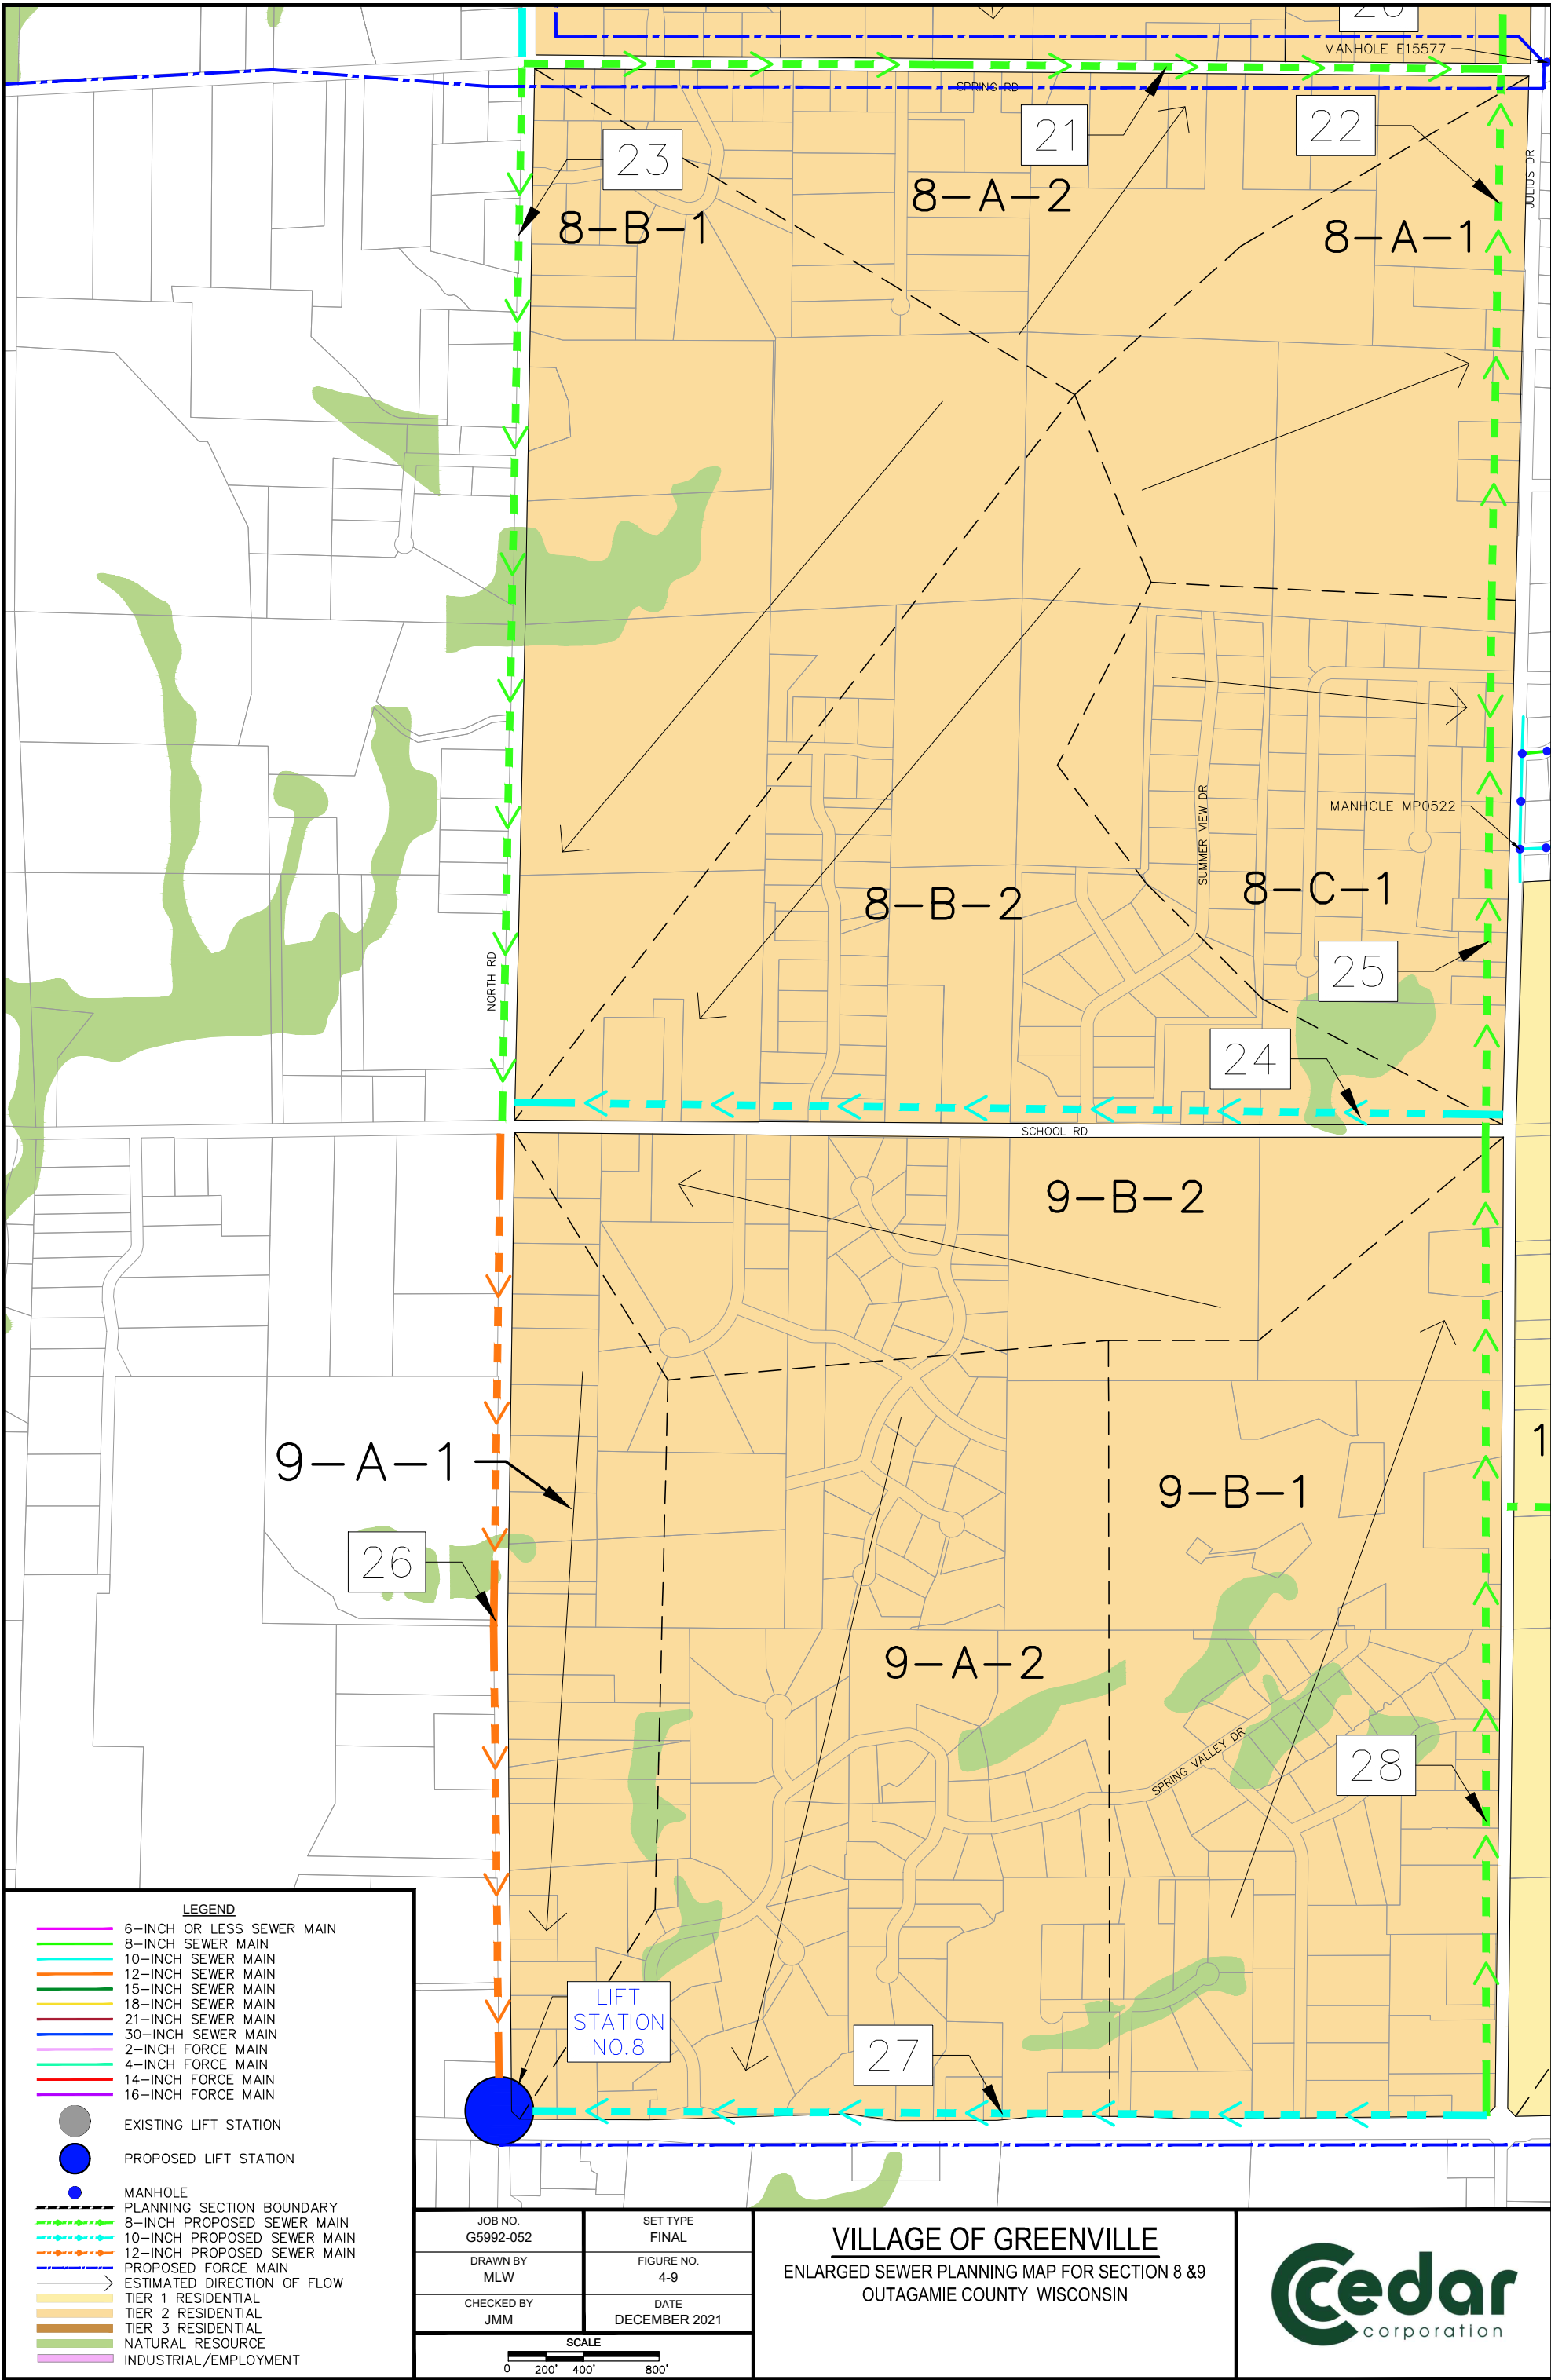 MANHOLE E15577
SPRING RD
21
22
23
8-A-2
8-B-1
8-A-1
JULIUS DR
SUMMER VIEW DR
MANHOLE MP0522
8-B-2
8-C-1
NORTH RD
25
24
SCHOOL RD
9-B-2
9-A-1
1
9-B-1
26
9-A-2
SPRING VALLEY DR
28
LIFT
STATION
NO.8
27
LEGEND
6-INCH OR LESS SEWER MAIN
8-INCH SEWER MAIN
10-INCH SEWER MAIN
12-INCH SEWER MAIN
15-INCH SEWER MAIN
18-INCH SEWER MAIN
21-INCH SEWER MAIN
30-INCH SEWER MAIN
2-INCH FORCE MAIN
4-INCH FORCE MAIN
14-INCH FORCE MAIN
16-INCH FORCE MAIN
EXISTING LIFT STATION
PROPOSED LIFT STATION
MANHOLE
PLANNING SECTION BOUNDARY
8-INCH PROPOSED SEWER MAIN
10-INCH PROPOSED SEWER MAIN
12-INCH PROPOSED SEWER MAIN
PROPOSED FORCE MAIN
ESTIMATED DIRECTION OF FLOW
TIER 1 RESIDENTIAL
TIER 2 RESIDENTIAL
TIER 3 RESIDENTIAL
NATURAL RESOURCE
INDUSTRIAL/EMPLOYMENT
JOB NO.
G5992-052
SET TYPE
FINAL
DRAWN BY
MLW
FIGURE NO.
4-9
CHECKED BY
JMM
DATE
DECEMBER 2021
SCALE
0 200' 400' 800'
VILLAGE OF GREENVILLE
ENLARGED SEWER PLANNING MAP FOR SECTION 8 &9
OUTAGAMIE COUNTY WISCONSIN
Cedar
corporation